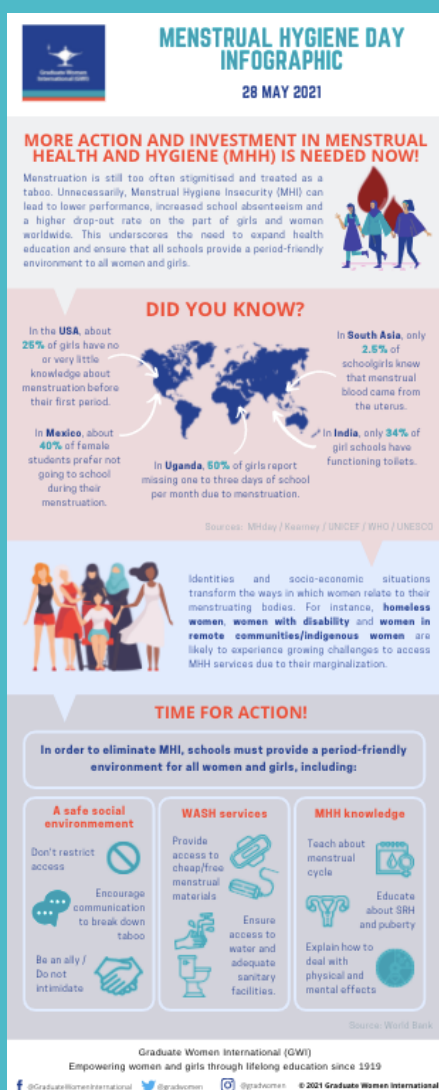 Graduate Women
International (GWI)
MENSTRUAL HYGIENE DAY
INFOGRAPHIC
28 MAY 2021
MORE ACTION AND INVESTMENT IN MENSTRUAL
HEALTH AND HYGIENE (MHH) IS NEEDED NOW!
Menstruation is still too often stigmitised and treated as a
taboo. Unnecessarily, Menstrual Hygiene Insecurity (MHI) can
lead to lower performance, increased school absenteeism and
a higher drop-out rate on the part of girls and women
worldwide. This underscores the need to expand health
education and ensure that all schools provide a period-friendly
environment to all women and girls.
DID YOU KNOW?
In the USA, about
25% of girls have no
or very little
knowledge about
menstruation before
their first period.
In South Asia, only
2.5% of
schoolgirls knew
that menstrual
blood came from
the uterus.
In Mexico, about
40% of female
students prefer not
going to school
during their
menstruation.
In Uganda, 50% of girls report
missing one to three days of school
per month due to menstruation.
In India, only 34% of
girl schools have
functioning toilets.
Sources: MHday / Kearney / UNICEF / WHO / UNESCO
Identities and socio-economic situations
transform the ways in which women relate to their
menstruating bodies. For instance, homeless
women, women with disability and women in
remote communities/indigenous women are
likely to experience growing challenges to access
MHH services due to their marginalization.
TIME FOR ACTION!
In order to eliminate MHI, schools must provide a period-friendly
environment for all women and girls, including:
A safe social
environmement
Don't restrict
access
Encourage
communication
to break down
taboo
Be an ally /
Do not
intimidate
WASH services
Provide
access to
cheap/free
menstrual
materials
Ensure
access to
water and
adequate
sanitary
facilities.
MHH knowledge
Teach about
menstrual
cycle
Educate
about SRH
and puberty
Explain how to
deal with
physical and
mental effects
Source: World Bank
Graduate Women International (GWI)
Empowering women and girls through lifelong education since 1919
@GraduateWomenInternational @gradwomen @gradwomen © 2021 Graduate Women International